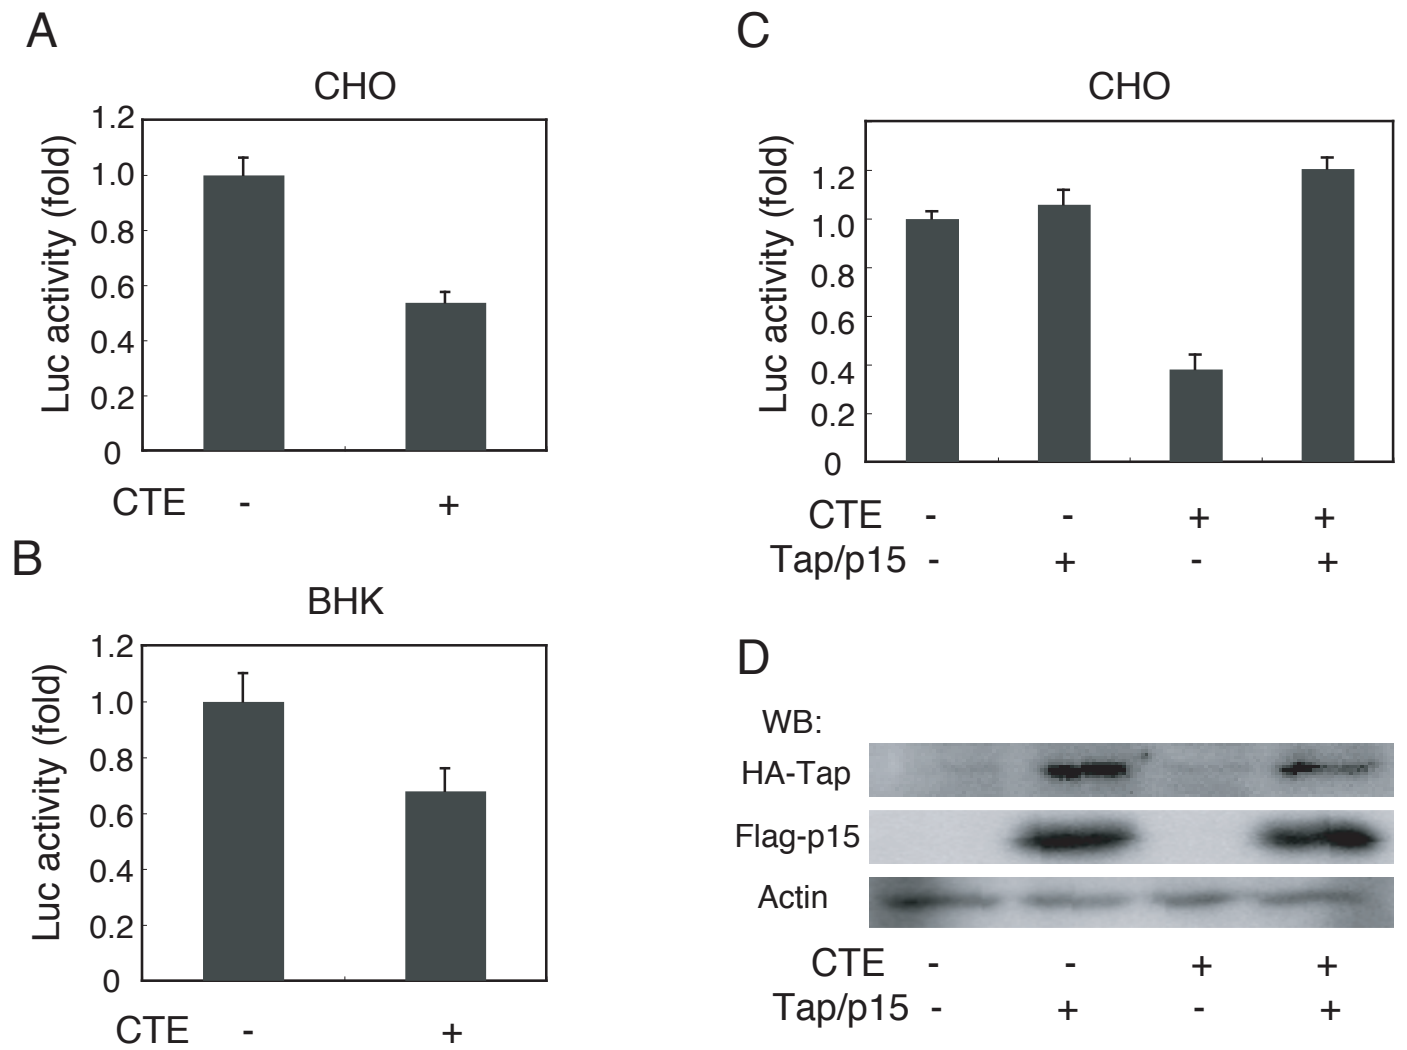 A
CHO
Luc activity (fold)
1.2
1.0
0.8
0.6
0.4
0.2
0
CTE - +
B
BHK
Luc activity (fold)
1.2
1.0
0.8
0.6
0.4
0.2
0
CTE - +
C
CHO
Luc activity (fold)
1.2
1.0
0.8
0.6
0.4
0.2
0
CTE - - + +
Tap/p15 - + - +
D
WB:
HA-Tap
Flag-p15
Actin
CTE - - + +
Tap/p15 - + - +